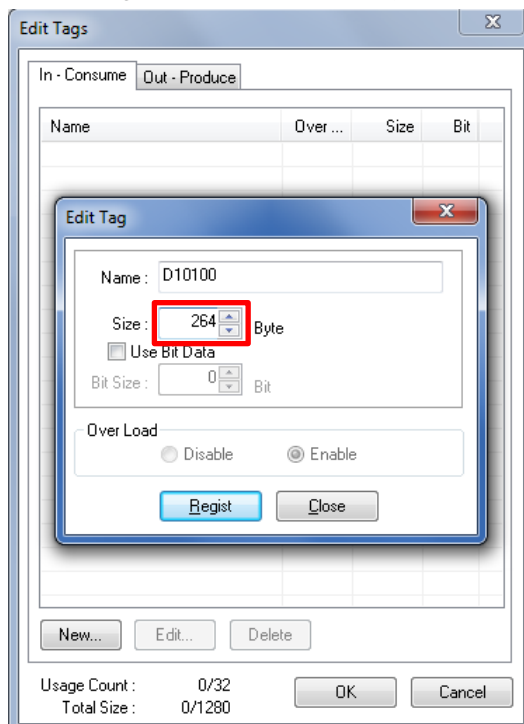 Edit Tags
In - Consume Out - Produce
Name Over ... Size Bit
Edit Tag
Name : D10100
Size : 264 Byte
Use Bit Data
Bit Size : 0 Bit
Over Load
Disable Enable
Regist Close
New... Edit... Delete
Usage Count : 0/32
Total Size : 0/1280
OK Cancel